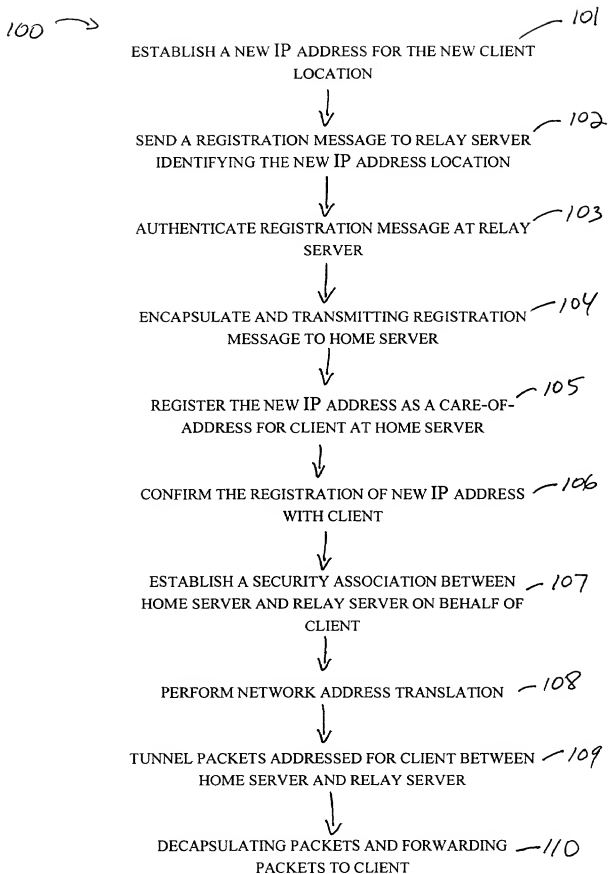 100
101
ESTABLISH A NEW IP ADDRESS FOR THE NEW CLIENT
LOCATION
102
SEND A REGISTRATION MESSAGE TO RELAY SERVER
IDENTIFYING THE NEW IP ADDRESS LOCATION
103
AUTHENTICATE REGISTRATION MESSAGE AT RELAY
SERVER
104
ENCAPSULATE AND TRANSMITTING REGISTRATION
MESSAGE TO HOME SERVER
105
REGISTER THE NEW IP ADDRESS AS A CARE-OF-
ADDRESS FOR CLIENT AT HOME SERVER
106
CONFIRM THE REGISTRATION OF NEW IP ADDRESS
WITH CLIENT
107
ESTABLISH A SECURITY ASSOCIATION BETWEEN
HOME SERVER AND RELAY SERVER ON BEHALF OF
CLIENT
108
PERFORM NETWORK ADDRESS TRANSLATION
109
TUNNEL PACKETS ADDRESSED FOR CLIENT BETWEEN
HOME SERVER AND RELAY SERVER
110
DECAPSULATING PACKETS AND FORWARDING
PACKETS TO CLIENT